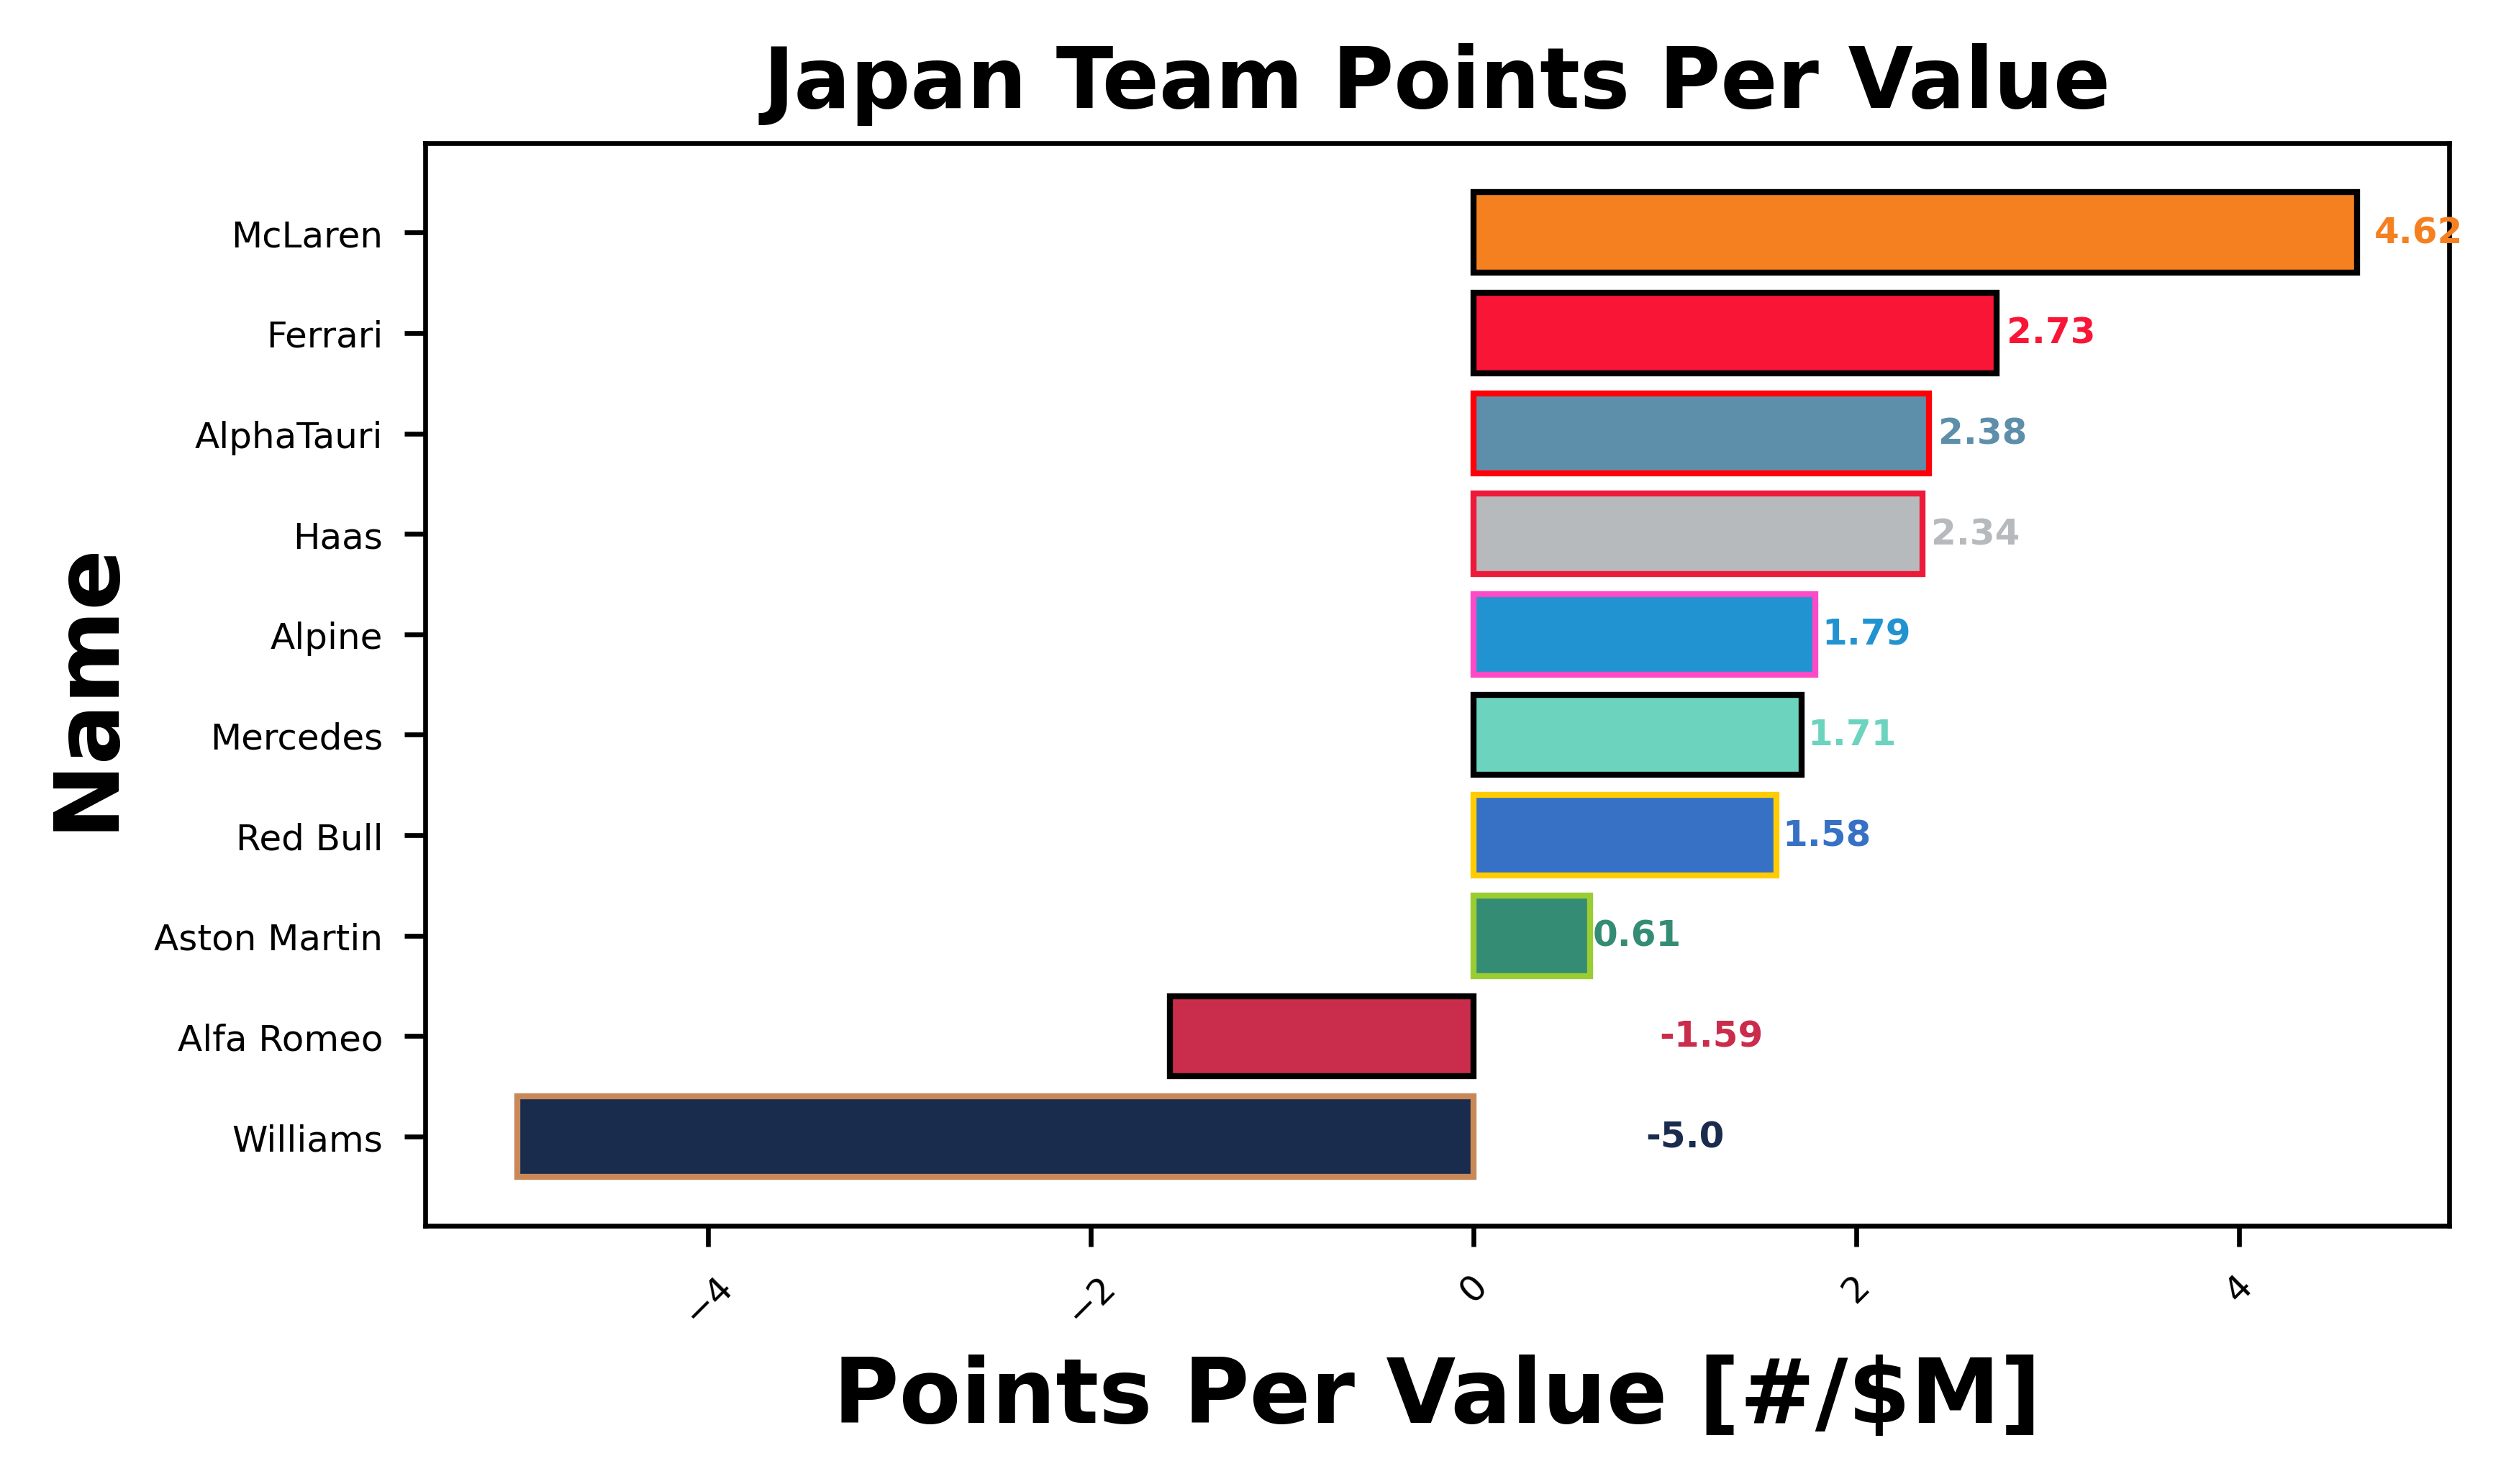 Japan Team Points Per Value
McLaren 4.62
Ferrari 2.73
AlphaTauri 2.38
Haas 2.34
Alpine 1.79
Mercedes 1.71
Red Bull 1.58
Aston Martin 0.61
Alfa Romeo -1.59
Williams -5.0
Name
−4 −2 0 2 4
Points Per Value [#/$M]